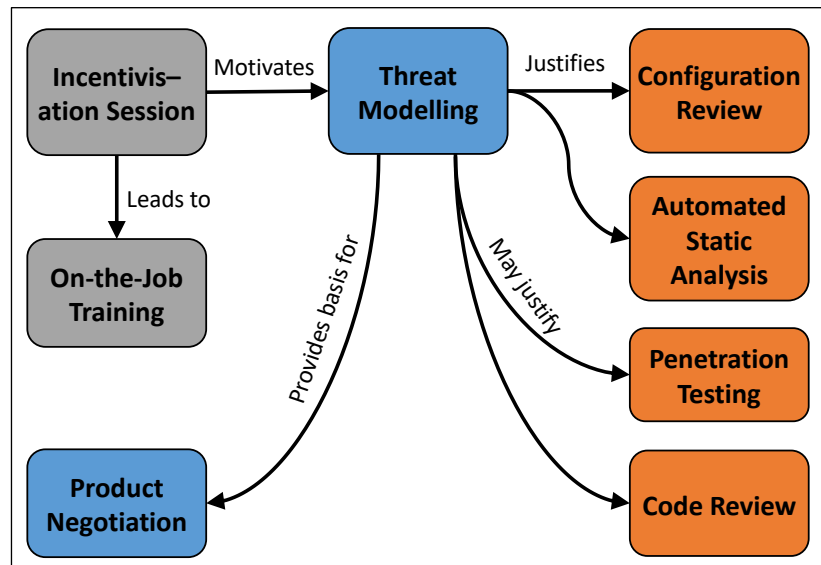 Incentivis–
ation Session
Motivates
Threat
Modelling
Justifies
Configuration
Review
Leads to
On-the-Job
Training
Automated
Static
Analysis
Provides basis for
May justify
Penetration
Testing
Product
Negotiation
Code Review